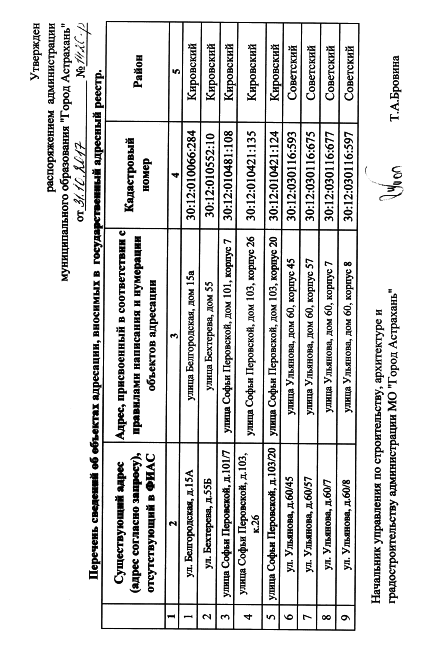 Утвержден
распоряжением администрации
муниципального образования "Город Астрахань"
от 31.12.2017 №
Перечень сведений об объектах адресации, вносимых в государственный адресный реестр.
Существующий адрес (адрес согласно запросу), отсутствующий в ФИАС | Адрес, присвоенный в соответствии с правилами написания и нумерации объектов адресации | Кадастровый номер | Район
1 | 2 | 3 | 4 | 5
1 | ул. Белгородская, д.15А | улица Белгородская, дом 15а | 30:12:010066:284 | Кировский
2 | ул. Бехтерева, д.55Б | улица Бехтерева, дом 55 | 30:12:010552:10 | Кировский
3 | улица Софьи Перовской, д.101/7 | улица Софьи Перовской, дом 101, корпус 7 | 30:12:010481:108 | Кировский
4 | улица Софьи Перовской, д.103, к.26 | улица Софьи Перовской, дом 103, корпус 26 | 30:12:010421:135 | Кировский
5 | улица Софьи Перовской, д.103/20 | улица Софьи Перовской, дом 103, корпус 20 | 30:12:010421:124 | Кировский
6 | ул. Ульянова, д.60/45 | улица Ульянова, дом 60, корпус 45 | 30:12:030116:593 | Советский
7 | ул. Ульянова, д.60/57 | улица Ульянова, дом 60, корпус 57 | 30:12:030116:675 | Советский
8 | ул. Ульянова, д.60/7 | улица Ульянова, дом 60, корпус 7 | 30:12:030116:677 | Советский
9 | ул. Ульянова, д.60/8 | улица Ульянова, дом 60, корпус 8 | 30:12:030116:597 | Советский
Начальник управления по строительству, архитектуре и
градостроительству администрации МО "Город Астрахань"
Т.А.Бровина